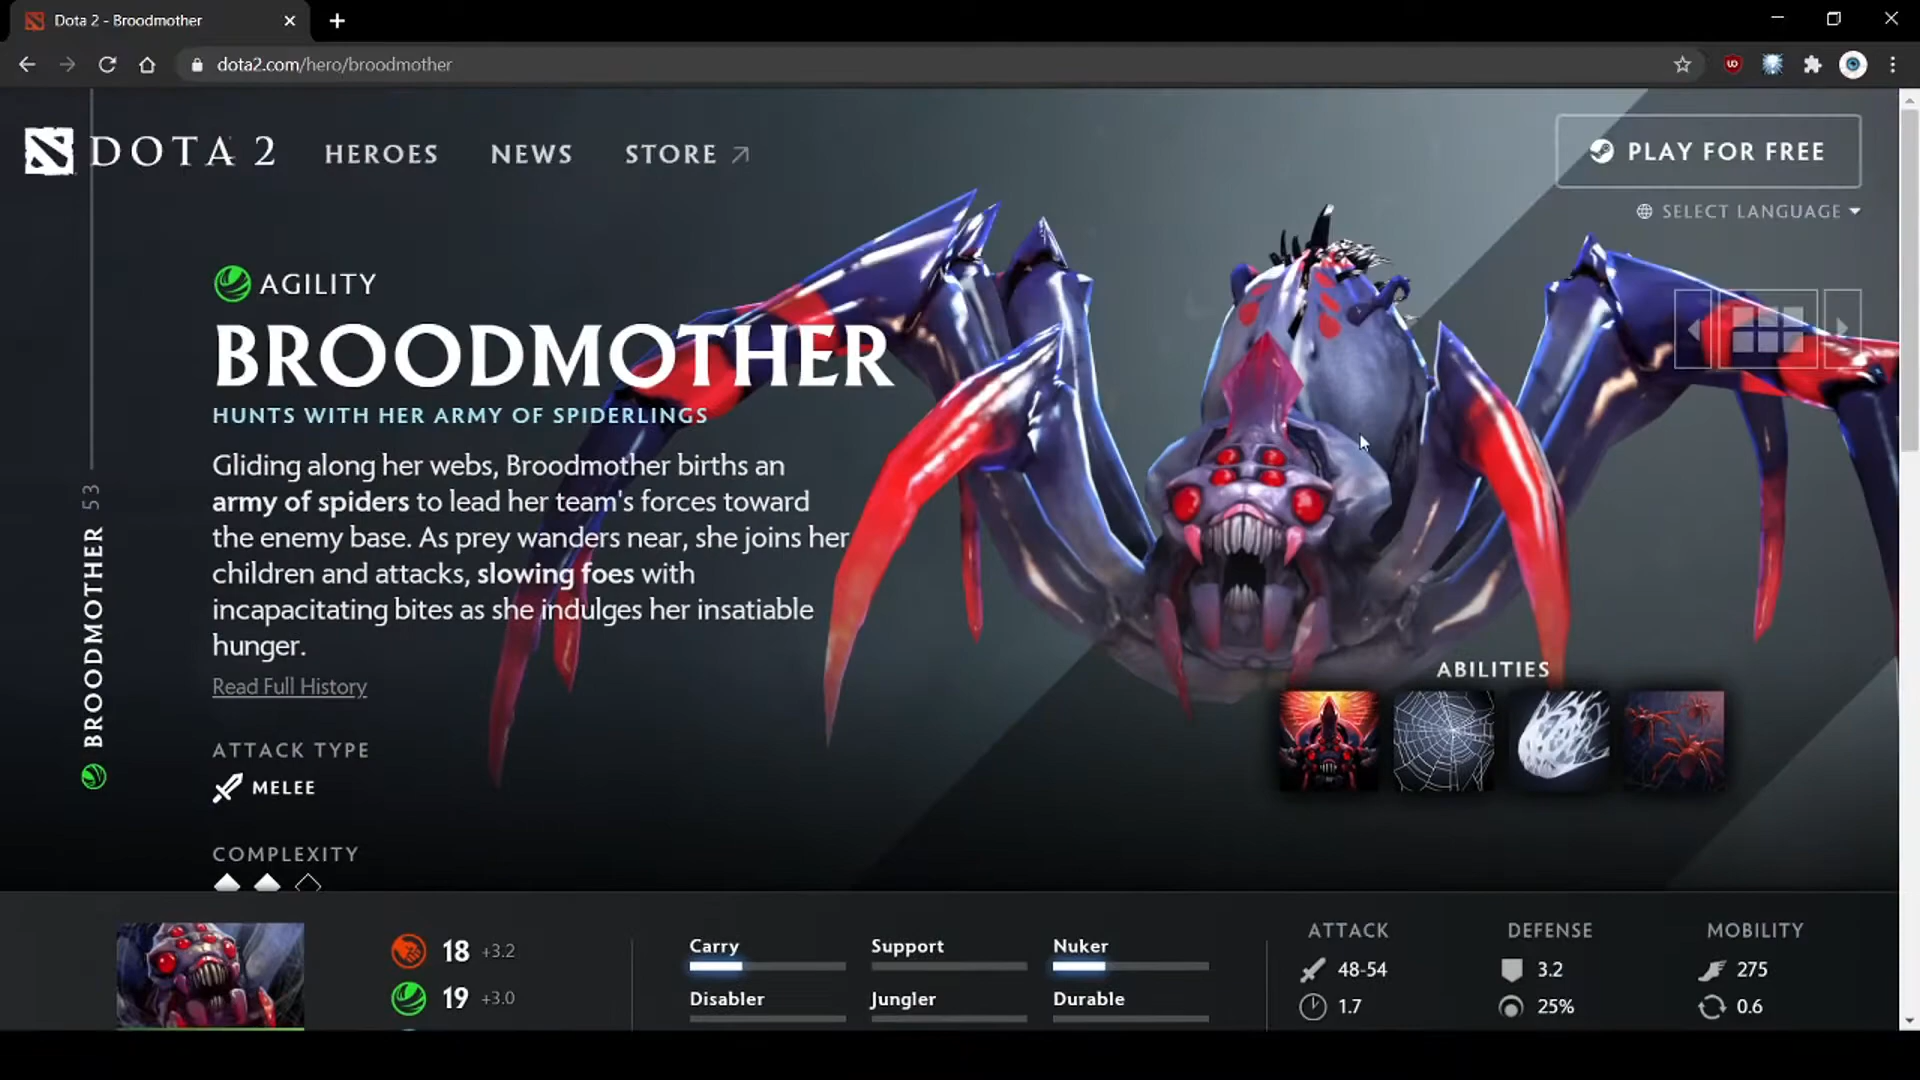 Dota 2 - Broodmother
dota2.com/hero/broodmother
DOTA 2
HEROES
NEWS
STORE
PLAY FOR FREE
SELECT LANGUAGE
AGILITY
BROODMOTHER
HUNTS WITH HER ARMY OF SPIDERLINGS
Gliding along her webs, Broodmother births an
army of spiders to lead her team's forces toward
the enemy base. As prey wanders near, she joins her
children and attacks, slowing foes with
incapacitating bites as she indulges her insatiable
hunger.
Read Full History
BROODMOTHER 53
ATTACK TYPE
MELEE
COMPLEXITY
ABILITIES
18 +3.2
19 +3.0
Carry
Support
Nuker
Disabler
Jungler
Durable
ATTACK
48-54
1.7
DEFENSE
3.2
25%
MOBILITY
275
0.6